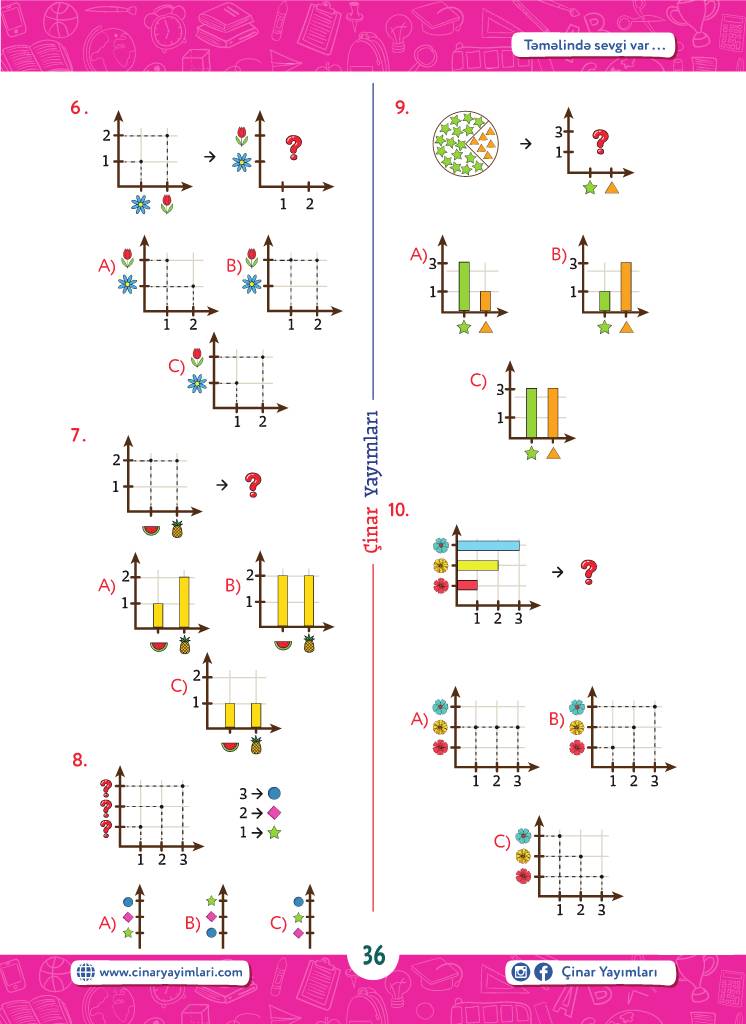 Təməlində sevgi var ...
6.
2
1
?
1 2
A)
1 2
B)
1 2
C)
1 2
7.
2
1
?
A)
2
1
B)
2
1
C)
2
1
8.
?
?
?
1 2 3
3 →
2 →
1 →
A)
B)
C)
Çinar Yayımları
9.
3
1
?
A)
3
1
B)
3
1
C)
3
1
10.
1 2 3
?
A)
1 2 3
B)
1 2 3
C)
1 2 3
www.cinaryayimlari.com
36
Çinar Yayımları